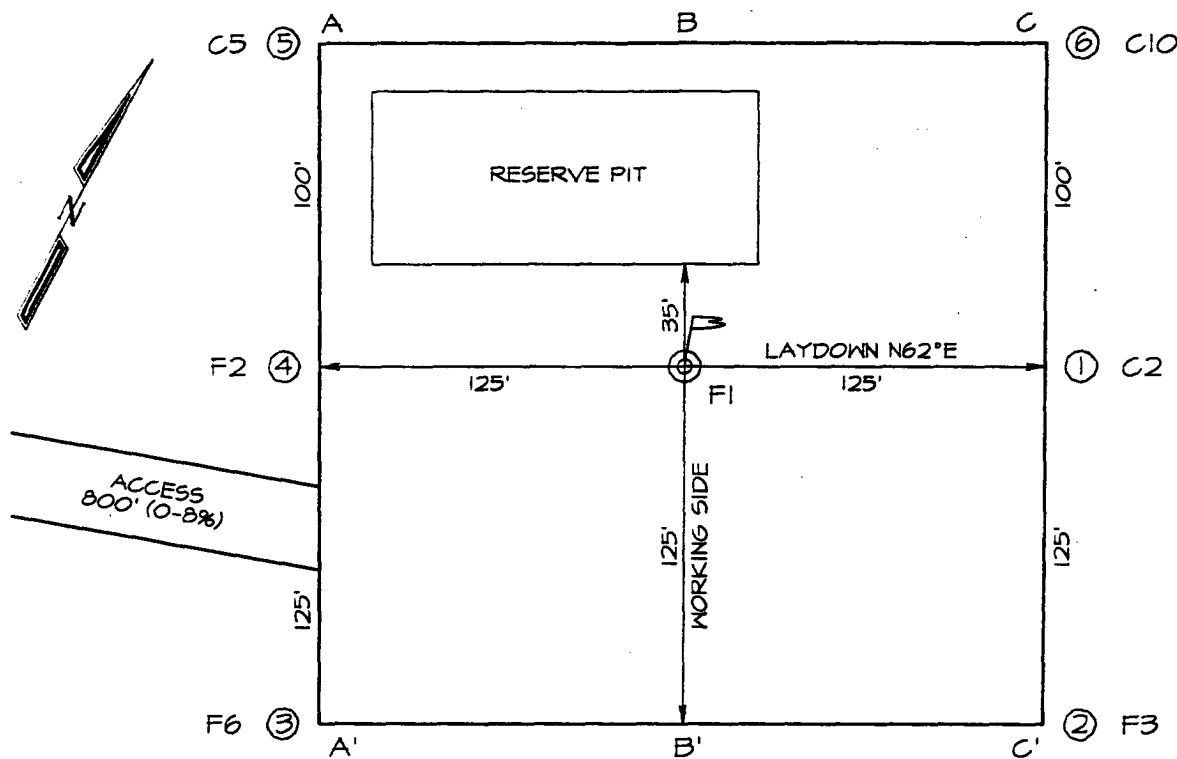 A B C
C5 ⑤ ⑥ C10
100' RESERVE PIT 100'
N
35'
LAYDOWN N62°E
F2 ④ 125' 125' ① C2
F1
ACCESS
800' (0-8%)
WORKING SIDE
125' 125' 125'
F6 ③ ② F3
A' B' C'